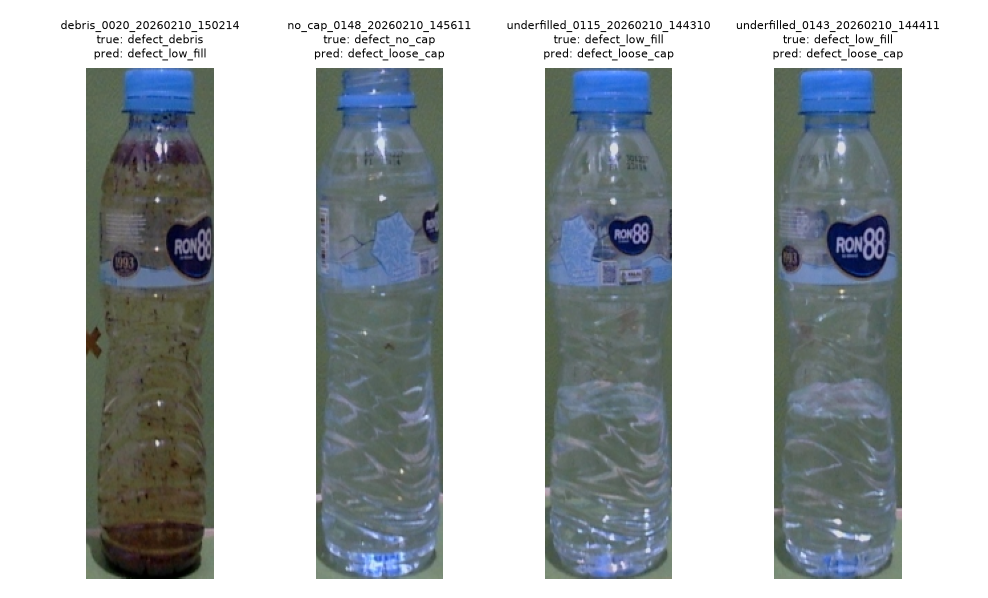 debris_0020_20260210_150214
true: defect_debris
pred: defect_low_fill
no_cap_0148_20260210_145611
true: defect_no_cap
pred: defect_loose_cap
underfilled_0115_20260210_144310
true: defect_low_fill
pred: defect_loose_cap
underfilled_0143_20260210_144411
true: defect_low_fill
pred: defect_loose_cap
RON88
1993
RON88
RON88
1993